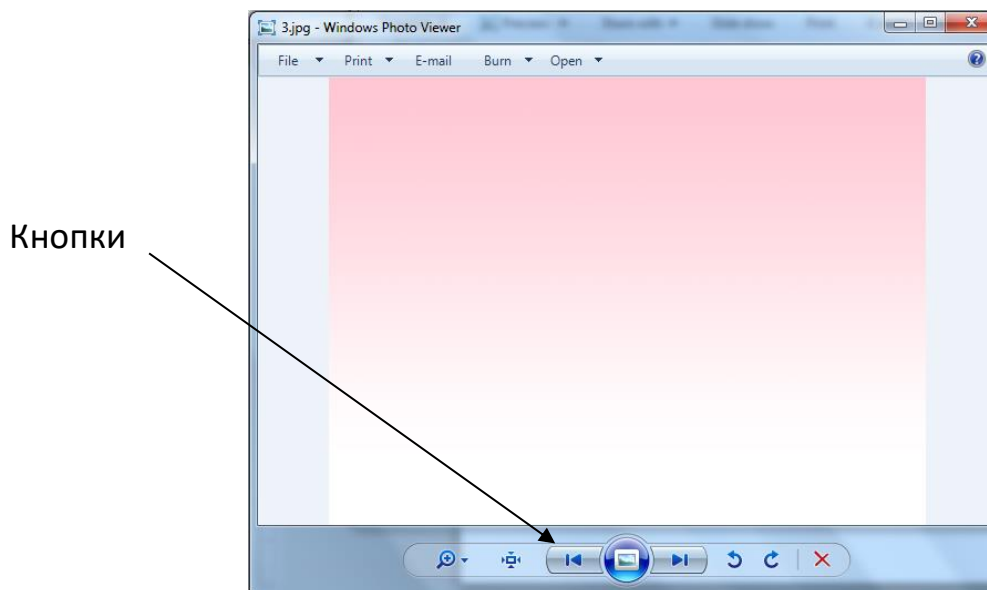 3.jpg - Windows Photo Viewer
File Print E-mail Burn Open
Кнопки